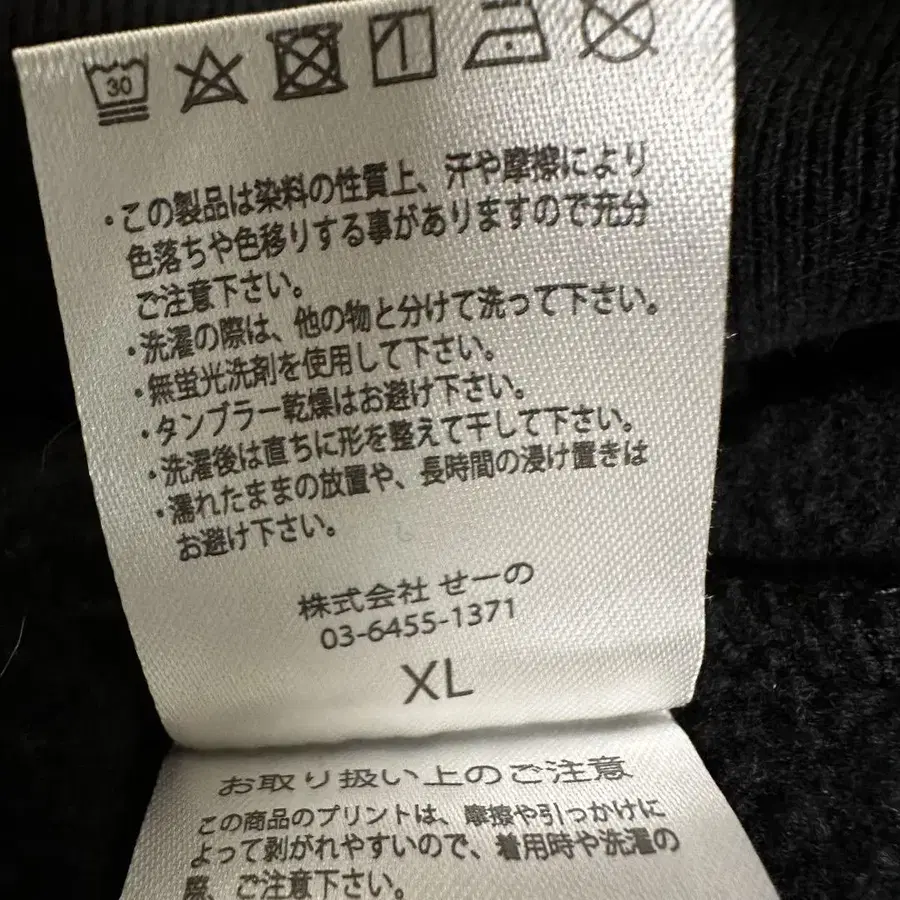 30
・この製品は染料の性質上、汗や摩擦により
色落ちや色移りする事がありますので充分
ご注意下さい。
・洗濯の際は、他の物と分けて洗って下さい。
・無蛍光洗剤を使用して下さい。
・タンブラー乾燥はお避け下さい。
・洗濯後は直ちに形を整えて干して下さい。
・濡れたままの放置や、長時間の浸け置きは
お避け下さい。
株式会社 せーの
03-6455-1371
XL
お取り扱い上のご注意
この商品のプリントは、摩擦や引っかけに
よって剥がれやすいので、着用時や洗濯の
際、ご注意下さい。